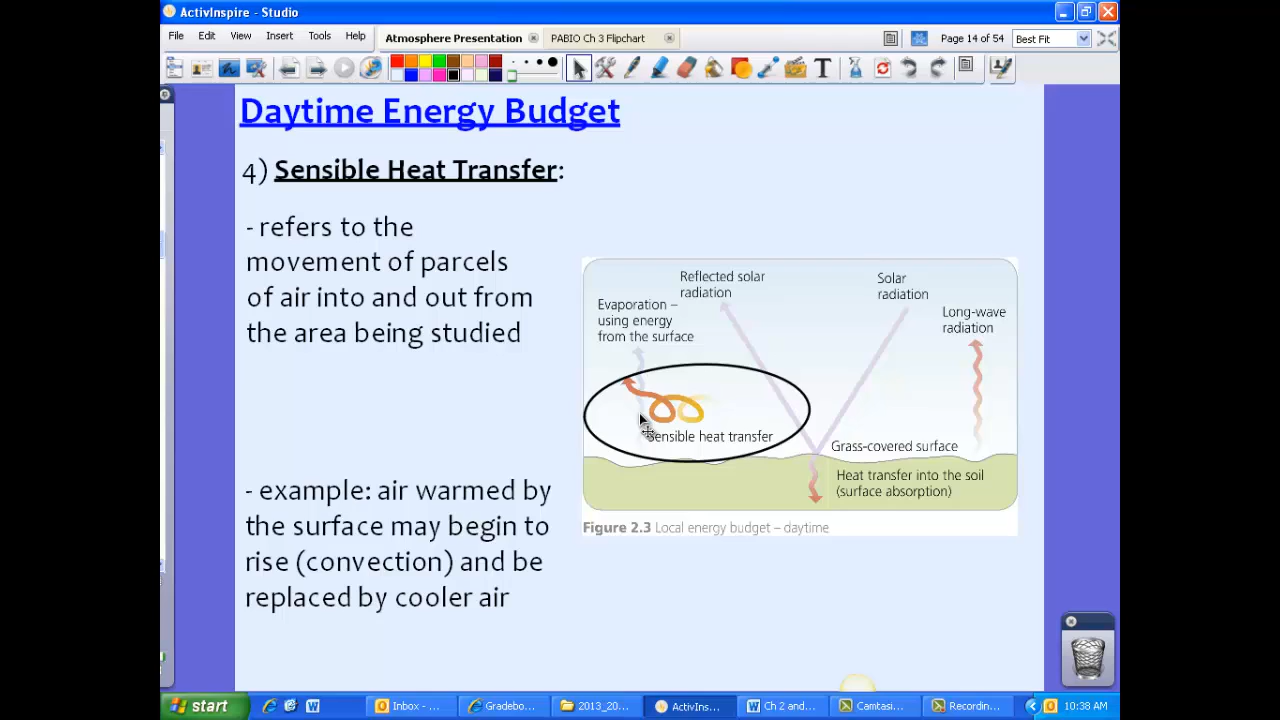 ActivInspire - Studio
File Edit View Insert Tools Help
Atmosphere Presentation
PABIO Ch 3 Flipchart
Page 14 of 54
Best Fit
T
Daytime Energy Budget
4) Sensible Heat Transfer:
- refers to the
movement of parcels
of air into and out from
the area being studied
- example: air warmed by
the surface may begin to
rise (convection) and be
replaced by cooler air
Reflected solar
radiation
Solar
radiation
Evaporation –
using energy
from the surface
Long-wave
radiation
Sensible heat transfer
Grass-covered surface
Heat transfer into the soil
(surface absorption)
Figure 2.3 Local energy budget – daytime
start
Inbox - ...
Gradebo...
2013_20...
ActivIns...
Ch 2 and...
Camtasi...
Recordin...
10:38 AM